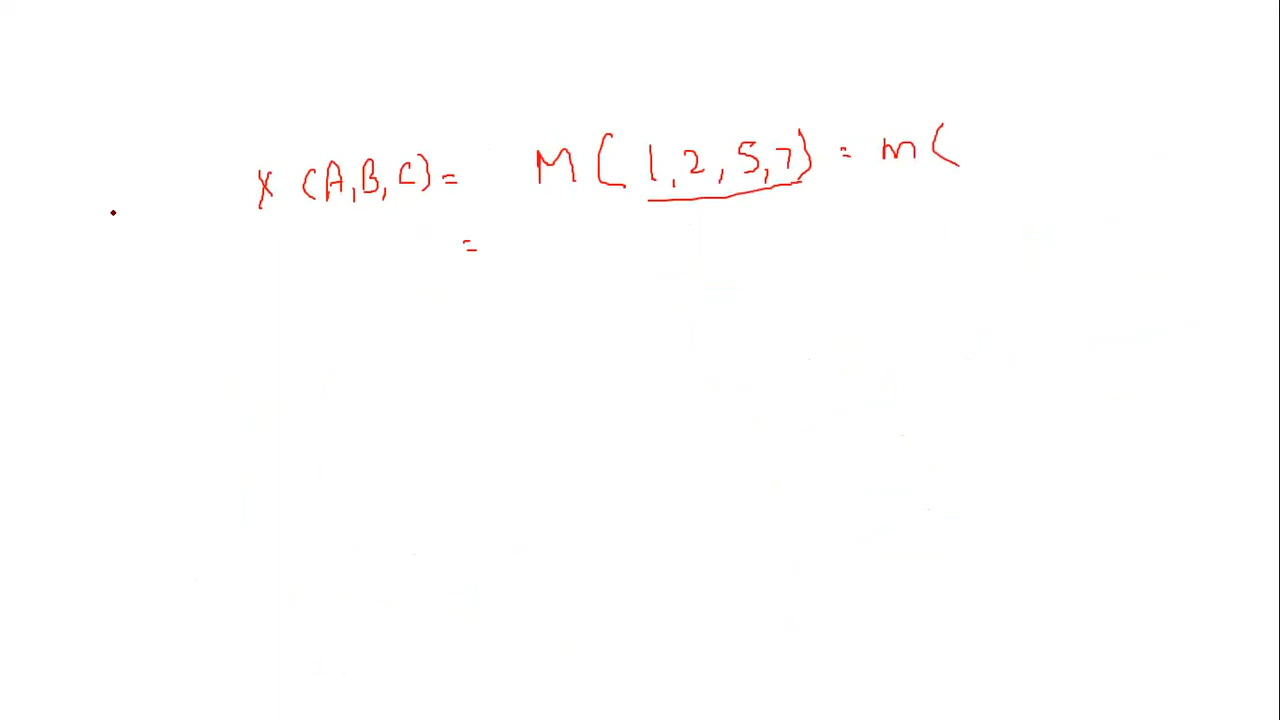 X (A,B,C) = M ( 1,2,5,7) = m (
=